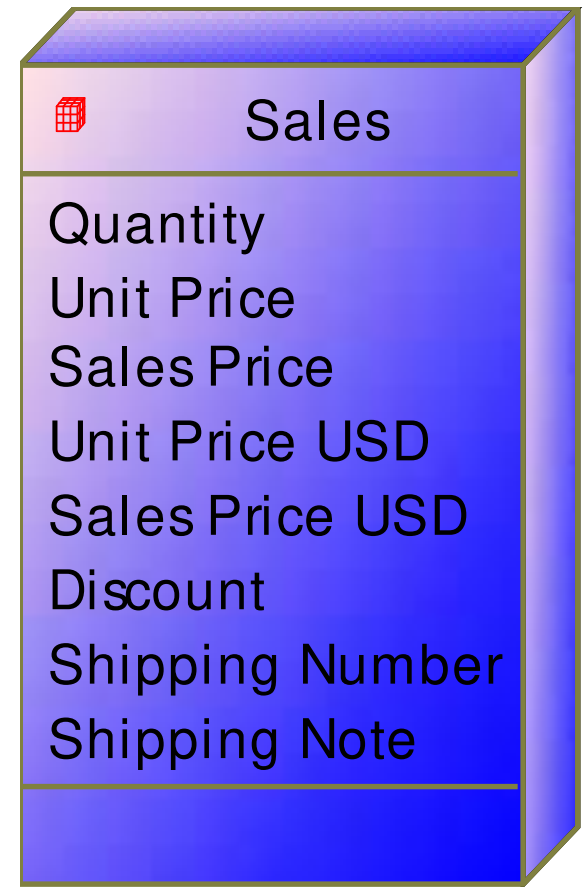 Sales
Quantity
Unit Price
Sales Price
Unit Price USD
Sales Price USD
Discount
Shipping Number
Shipping Note